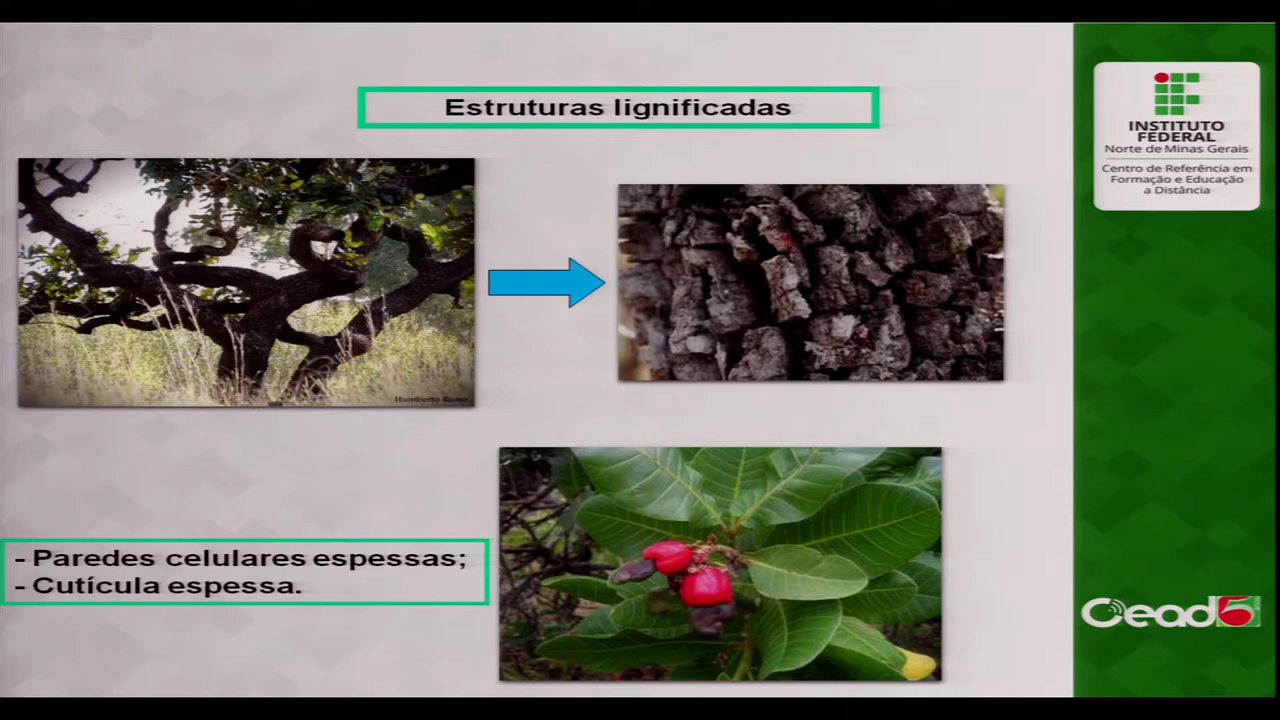 Estruturas lignificadas
INSTITUTO
FEDERAL
Norte de Minas Gerais
Centro de Referência em
Formação e Educação
a Distância
- Paredes celulares espessas;
- Cutícula espessa.
Cead5